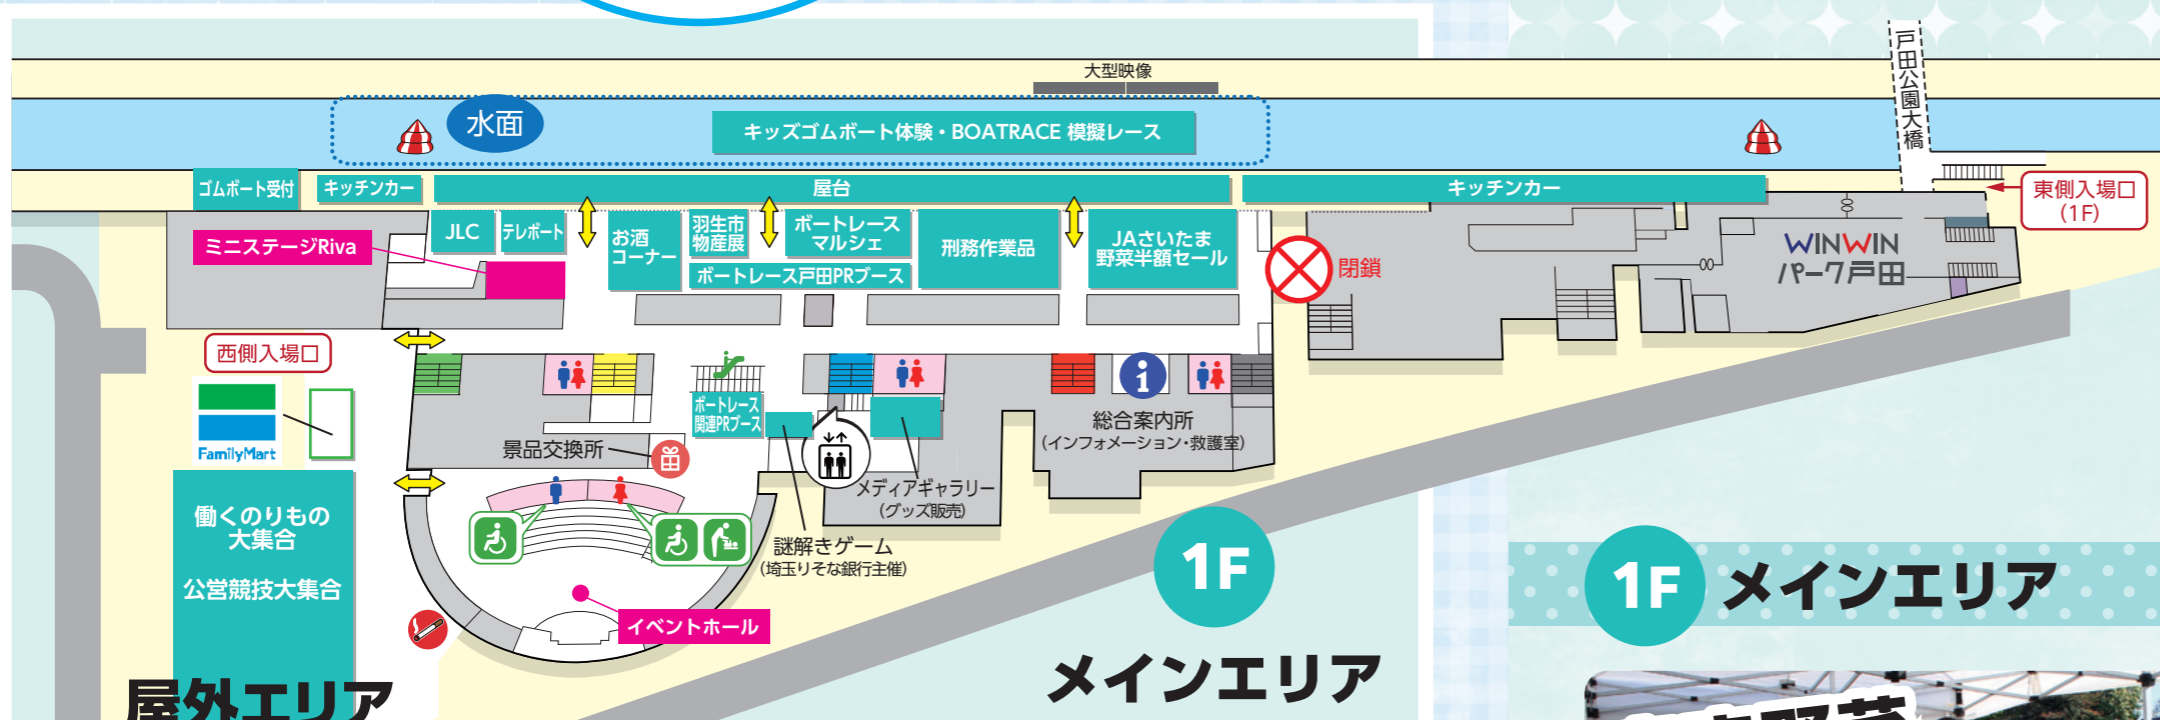 大型映像
戸田公園大橋
水面
キッズゴムボート体験・BOATRACE 模擬レース
ゴムボート受付
キッチンカー
屋台
キッチンカー
東側入場口
(1F)
JLC
テレボート
お酒
コーナー
羽生市
物産展
ボートレース
マルシェ
ボートレース戸田PRブース
刑務作業品
JAさいたま
野菜半額セール
閉鎖
WINWIN
パーク戸田
ミニステージRiva
西側入場口
FamilyMart
ボートレース
関連PRブース
景品交換所
総合案内所
(インフォメーション・救護室)
メディアギャラリー
(グッズ販売)
謎解きゲーム
(埼玉りそな銀行主催)
働くのりもの
大集合
公営競技大集合
イベントホール
屋外エリア
1F
メインエリア
1F
メインエリア